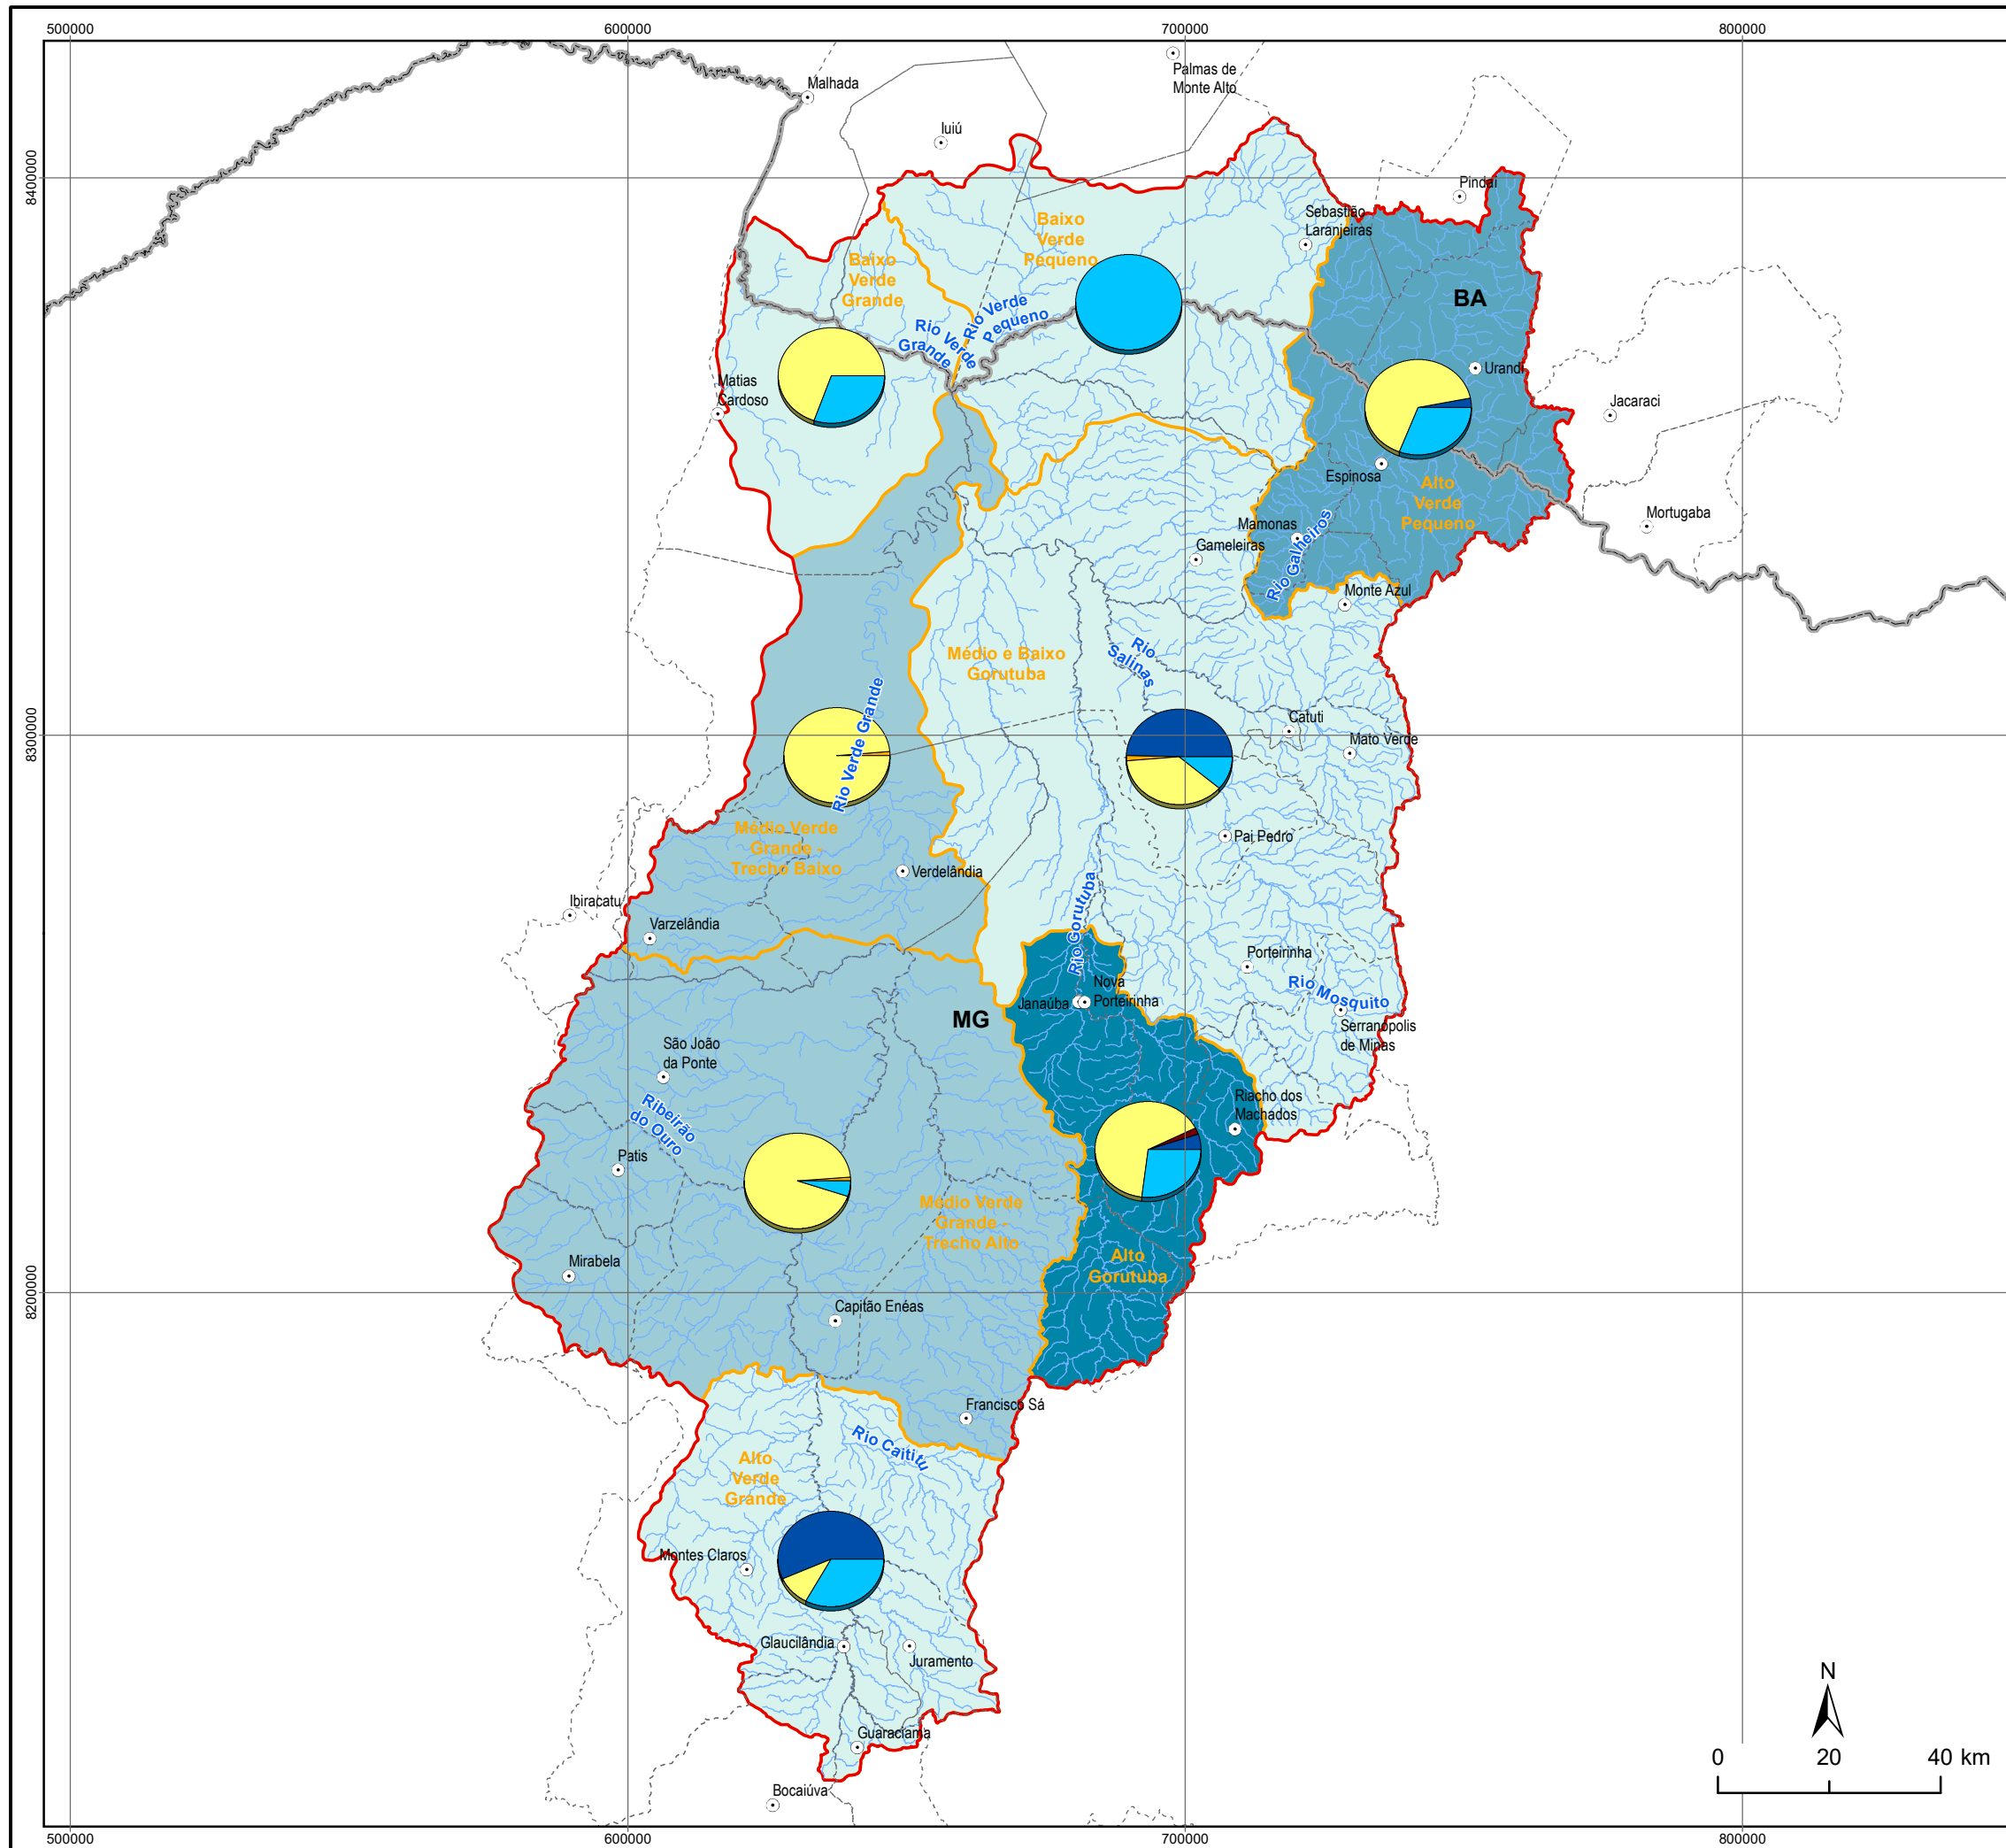 500000
600000
700000
800000
Palmas de
Monte Alto
Malhada
Iuiú
8400000
Pindaí
Sebastião
Laranjeiras
Baixo
Verde
Pequeno
Baixo
Verde
Grande
BA
Rio Verde
Pequeno
Rio Verde
Grande
Urandi
Matias
Cardoso
Jacaraci
Espinosa
Alto
Verde
Pequeno
Mortugaba
Mamonas
Rio Galheiros
Gameleiras
Monte Azul
Médio e Baixo
Gorutuba
Rio
Salinas
Rio Verde Grande
Catuti
8300000
Mato Verde
Médio Verde
Grande -
Trecho Baixo
Pai Pedro
Verdelândia
Ibiracatu
Varzelândia
Rio Gorutuba
Porteirinha
Rio Mosquito
Nova
Porteirinha
Janaúba
MG
Serranópolis
de Minas
São João
da Ponte
Riacho dos
Machados
Ribeirão
do Ouro
Patis
Médio Verde
Grande -
Trecho Alto
Alto
Gorutuba
Mirabela
8200000
Capitão Enéas
Francisco Sá
Rio Caititu
Alto
Verde
Grande
Montes Claros
Glaucilândia
Juramento
Guaraciama
Bocaiúva
N
0 20 40 km
500000
600000
700000
800000